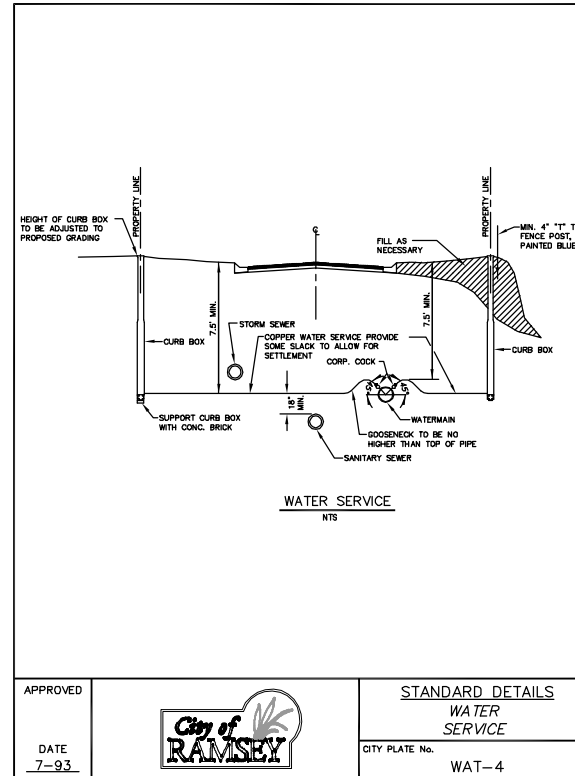 PROPERTY LINE
PROPERTY LINE
HEIGHT OF CURB BOX
TO BE ADJUSTED TO
PROPOSED GRADING
℄
FILL AS
NECESSARY
MIN. 4" "T" T
FENCE POST,
PAINTED BLUE
7.5' MIN.
7.5' MIN.
STORM SEWER
COPPER WATER SERVICE PROVIDE
SOME SLACK TO ALLOW FOR
SETTLEMENT
CURB BOX
CURB BOX
CORP. COCK
45°
45°
18"
MIN.
WATERMAIN
SUPPORT CURB BOX
WITH CONC. BRICK
GOOSENECK TO BE NO
HIGHER THAN TOP OF PIPE
SANITARY SEWER
WATER SERVICE
NTS
APPROVED
DATE
7-93
City of
RAMSEY
STANDARD DETAILS
WATER
SERVICE
CITY PLATE No.
WAT-4